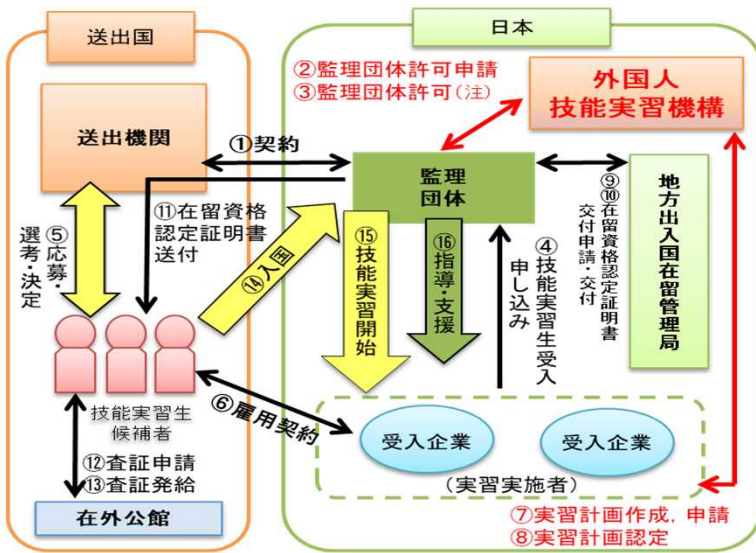 送出国
日本
②監理団体許可申請
③監理団体許可（注）
外国人
技能実習機構
送出機関
①契約
監理
団体
⑨⑩在留資格認定証明書
交付申請・交付
地方出入国在留管理局
⑤応募・
選考・決定
⑪在留資格
認定証明書
送付
⑭入国
⑮技能実習開始
⑯指導・支援
④技能実習生受入
申し込み
技能実習生
候補者
⑥雇用契約
受入企業
受入企業
（実習実施者）
⑫査証申請
⑬査証発給
在外公館
⑦実習計画作成，申請
⑧実習計画認定